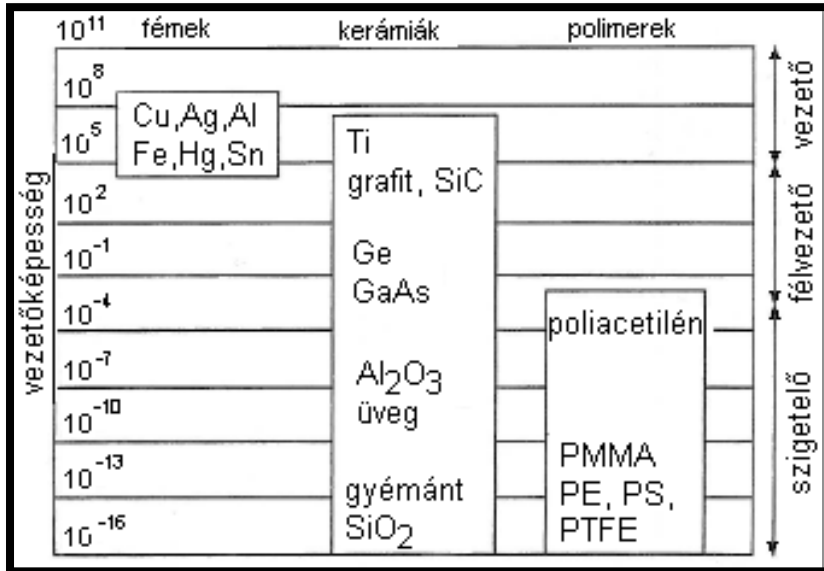 10¹¹ fémek kerámiák polimerek
10⁸
10⁵
10²
10⁻¹
10⁻⁴
10⁻⁷
10⁻¹⁰
10⁻¹³
10⁻¹⁶
vezetőképesség
Cu,Ag,Al
Fe,Hg,Sn
Ti
grafit, SiC
Ge
GaAs
Al₂O₃
üveg
gyémánt
SiO₂
poliacetilén
PMMA
PE, PS,
PTFE
vezető
félvezető
szigetelő